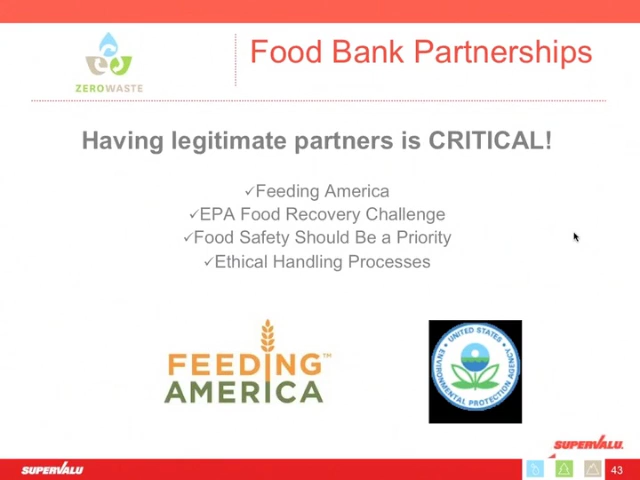 ZEROWASTE
Food Bank Partnerships
Having legitimate partners is CRITICAL!
✓Feeding America
✓EPA Food Recovery Challenge
✓Food Safety Should Be a Priority
✓Ethical Handling Processes
FEEDING™
AMERICA
UNITED STATES
ENVIRONMENTAL PROTECTION AGENCY
SUPERVALU.
SUPERVALU
43